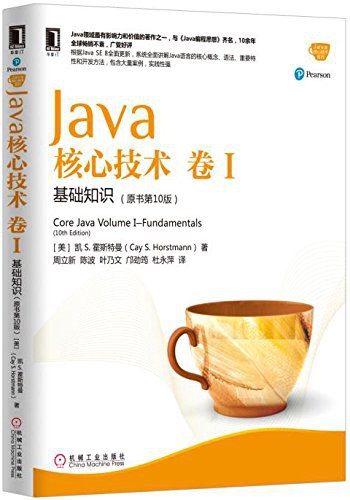 Java领域最有影响力和价值的著作之一，与《Java编程思想》齐名，10余年
全球畅销不衰，广受好评
根据Java SE 8全面更新，系统全面讲解Java语言的核心概念、语法、重要特
性和开发方法，包含大量案例，实践性强
Pearson
Java
核心技术 卷 I
基础知识（原书第10版）
Core Java Volume I–Fundamentals
(10th Edition)
［美］凯 S. 霍斯特曼（Cay S. Horstmann） 著
周立新 陈波 叶乃文 邝劲筠 杜永萍 译
机械工业出版社
China Machine Press
Java 核心技术 卷 I
基础知识（原书第10版）
［美］凯 S. 霍斯特曼（Cay S. Horstmann） 著
机械工业出版社
China Machine Press